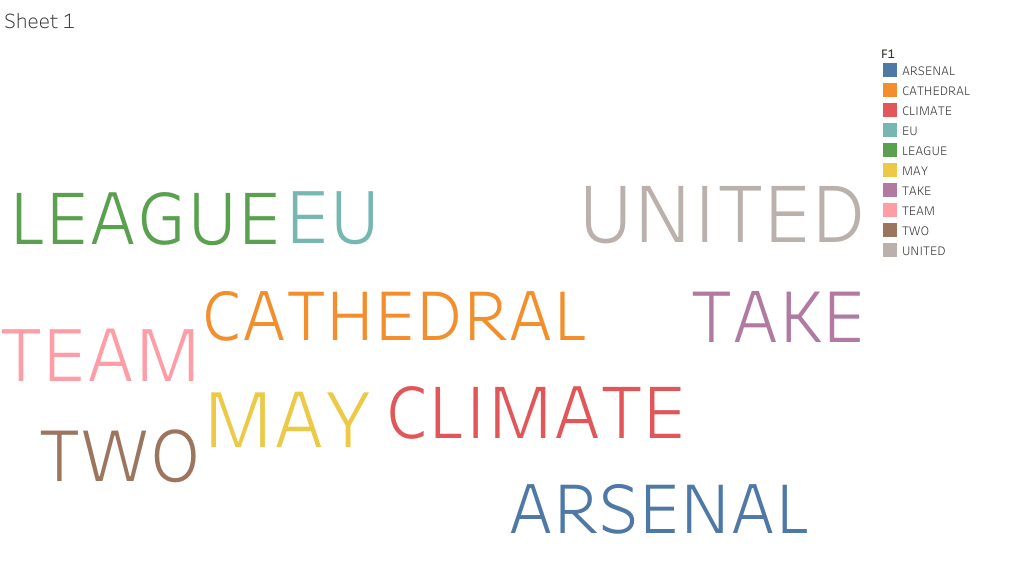 Sheet 1
LEAGUE EU UNITED
CATHEDRAL TAKE
TEAM
MAY CLIMATE
TWO
ARSENAL
F1
ARSENAL
CATHEDRAL
CLIMATE
EU
LEAGUE
MAY
TAKE
TEAM
TWO
UNITED